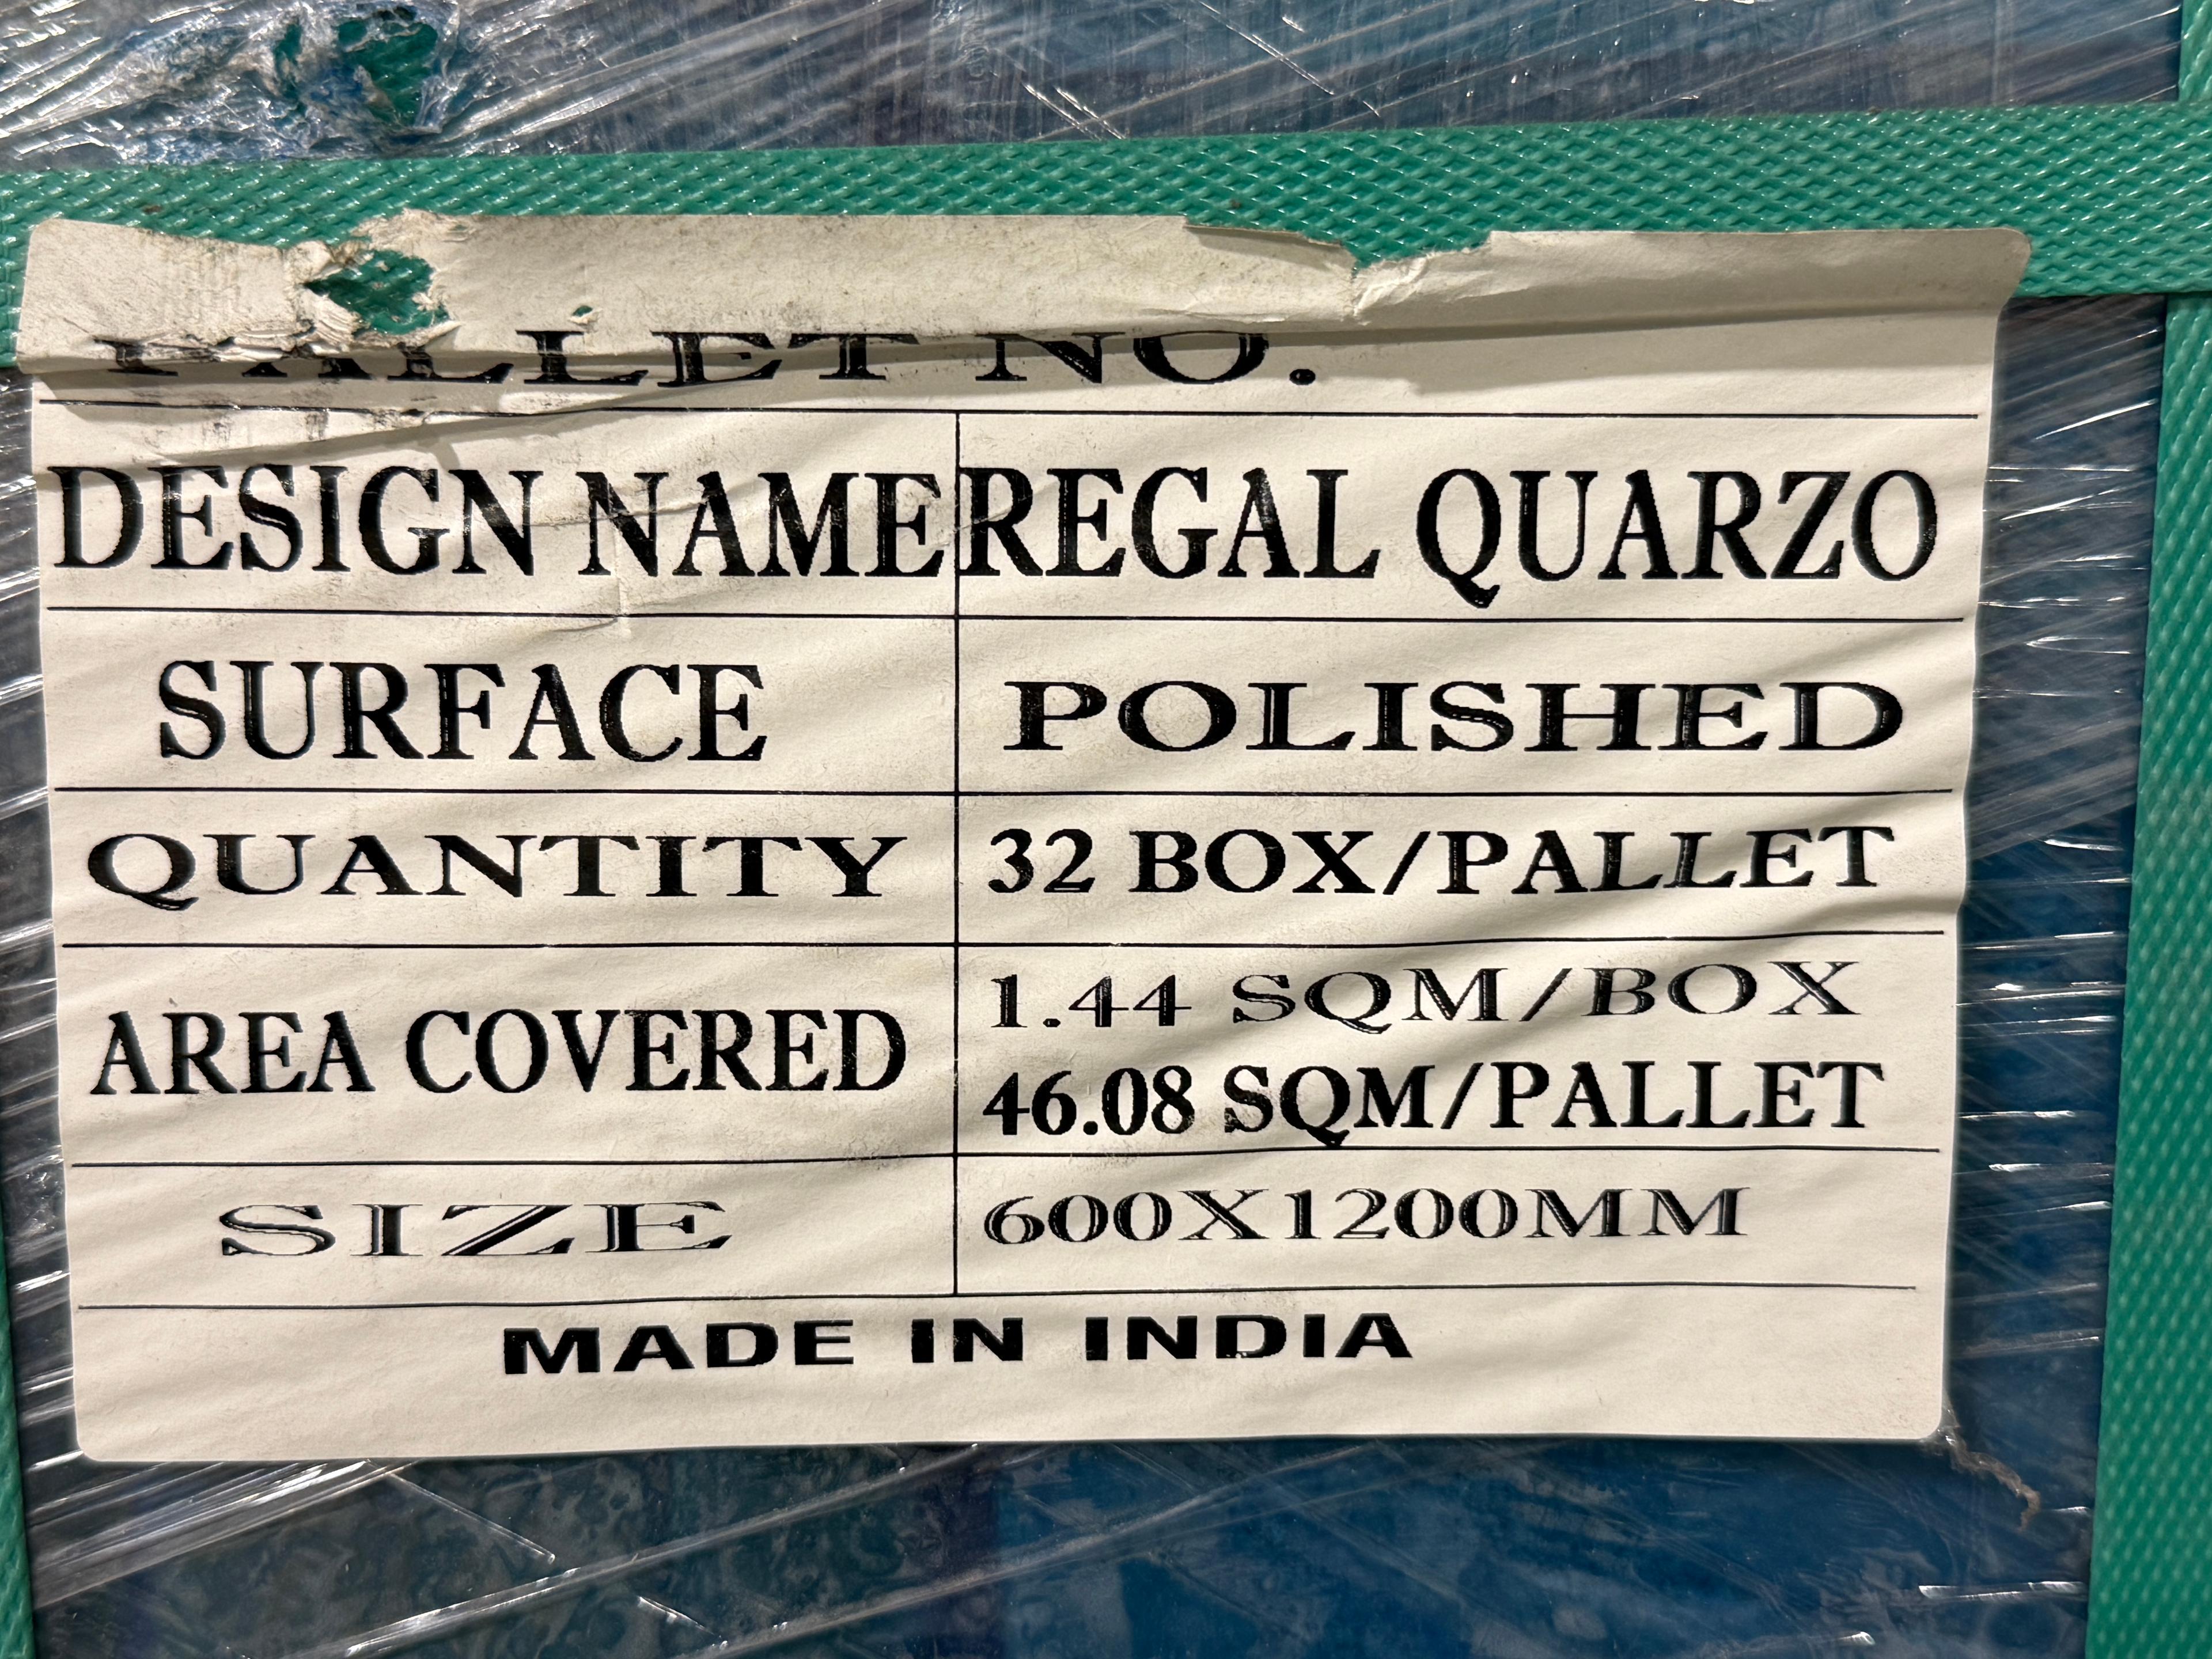 PALLET NO.
DESIGN NAME REGAL QUARZO
SURFACE POLISHED
QUANTITY 32 BOX/PALLET
AREA COVERED 1.44 SQM/BOX
46.08 SQM/PALLET
SIZE 600X1200MM
MADE IN INDIA